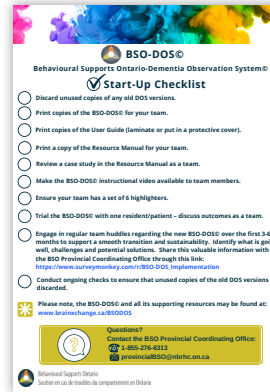 BSO-DOS©
Behavioural Supports Ontario-Dementia Observation System©
Start-Up Checklist
Discard unused copies of any old DOS versions.
Print copies of the BSO-DOS© for your team.
Print copies of the User Guide (laminate or put in a protective cover).
Print a copy of the Resource Manual for your team.
Review a case study in the Resource Manual as a team.
Make the BSO-DOS© instructional video available to team members.
Ensure your team has a set of 6 highlighters.
Trial the BSO-DOS© with one resident/patient – discuss outcomes as a team.
Engage in regular team huddles regarding the new BSO-DOS© over the first 3-6
months to support a smooth transition and sustainability. Identify what is goi
well, challenges and potential solutions. Share this valuable information with
the BSO Provincial Coordinating Office through this link:
https://www.surveymonkey.com/r/BSO-DOS_Implementation
Conduct ongoing checks to ensure that unused copies of the old DOS versions
discarded.
Please note, the BSO-DOS© and all its supporting resources may be found at:
www.brainxchange.ca/BSODOS
Questions?
Contact the BSO Provincial Coordinating Office:
1-855-276-6313
provincialBSO@nbrhc.on.ca
Behavioural Supports Ontario
Soutien en cas de troubles du comportement en Ontario